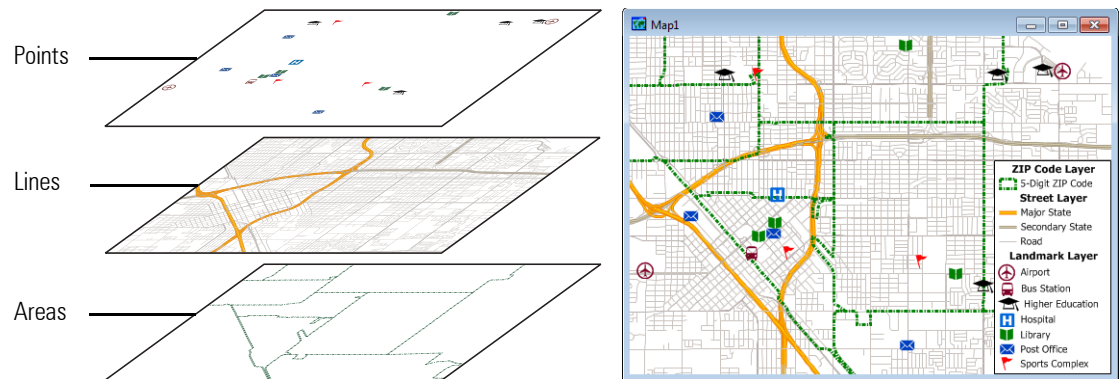 Points
Lines
Areas
Map1
ZIP Code Layer
5-Digit ZIP Code
Street Layer
Major State
Secondary State
Road
Landmark Layer
Airport
Bus Station
Higher Education
H
Hospital
Library
Post Office
Sports Complex